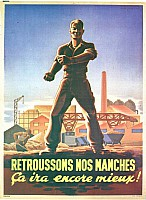 RETROUSSONS NOS MANCHES
Ça ira encore mieux!